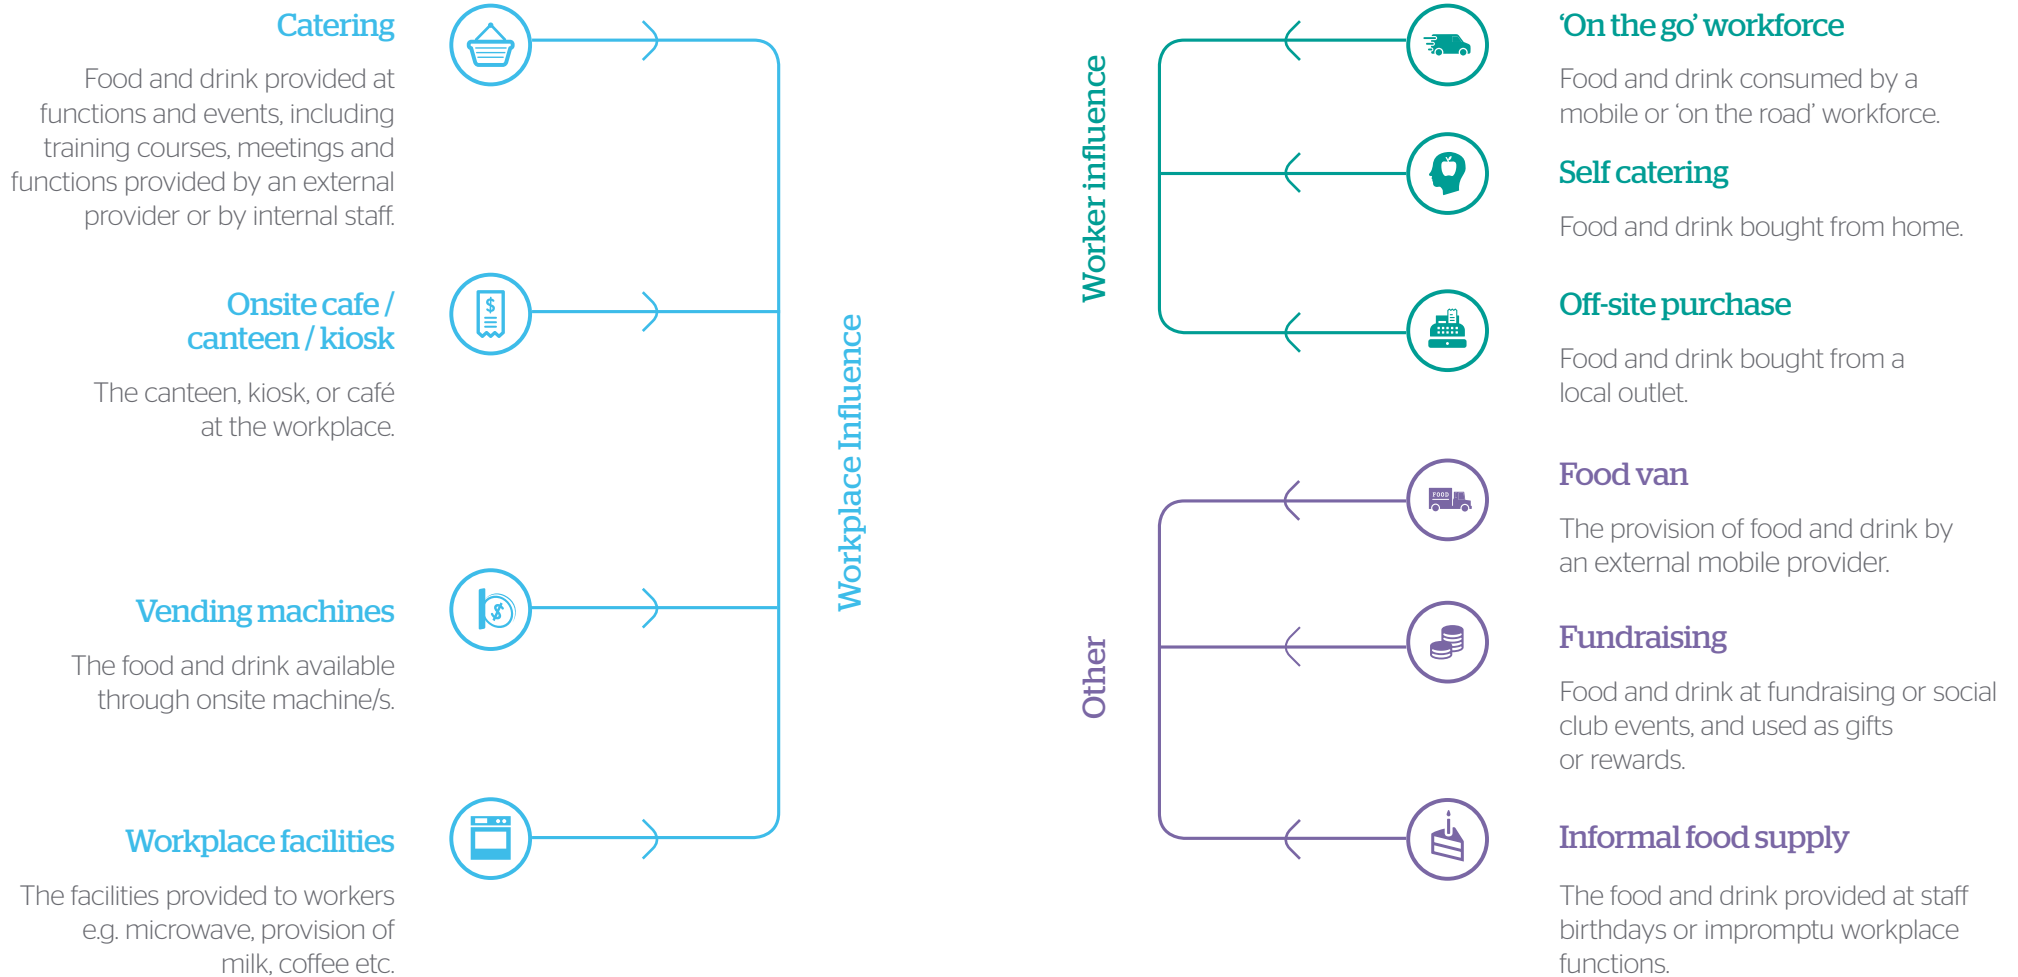 Catering
Food and drink provided at
functions and events, including
training courses, meetings and
functions provided by an external
provider or by internal staff.
Onsite cafe /
canteen / kiosk
The canteen, kiosk, or café
at the workplace.
Vending machines
The food and drink available
through onsite machine/s.
Workplace facilities
The facilities provided to workers
e.g. microwave, provision of
milk, coffee etc.
$
$
Workplace Influence
Worker influence
‘On the go’ workforce
Food and drink consumed by a
mobile or ‘on the road’ workforce.
Self catering
Food and drink bought from home.
Off-site purchase
Food and drink bought from a
local outlet.
Other
FOOD
Food van
The provision of food and drink by
an external mobile provider.
Fundraising
Food and drink at fundraising or social
club events, and used as gifts
or rewards.
Informal food supply
The food and drink provided at staff
birthdays or impromptu workplace
functions.